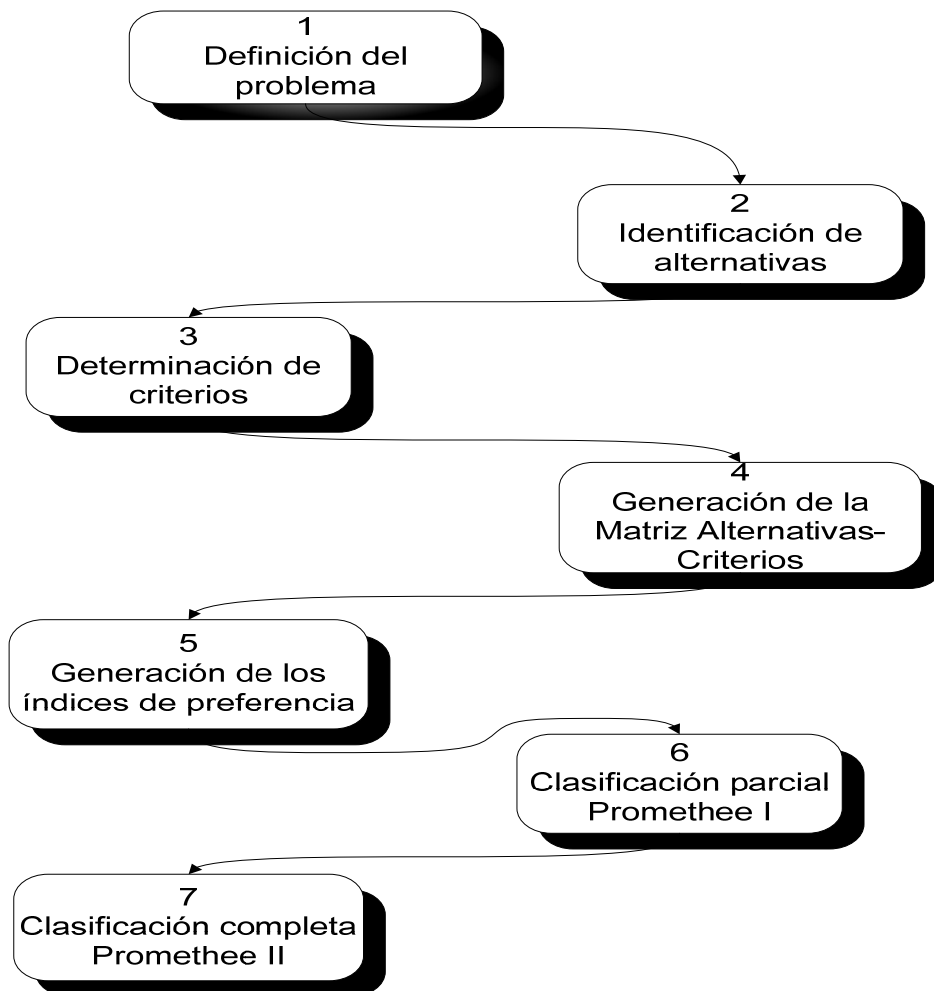 1
Definición del
problema
2
Identificación de
alternativas
3
Determinación de
criterios
4
Generación de la
Matriz Alternativas-
Criterios
5
Generación de los
índices de preferencia
6
Clasificación parcial
Promethee I
7
Clasificación completa
Promethee II